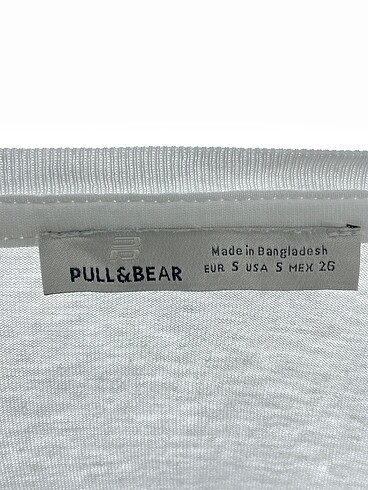 PULL&BEAR
Made in Bangladesh
EUR S USA S MEX 26